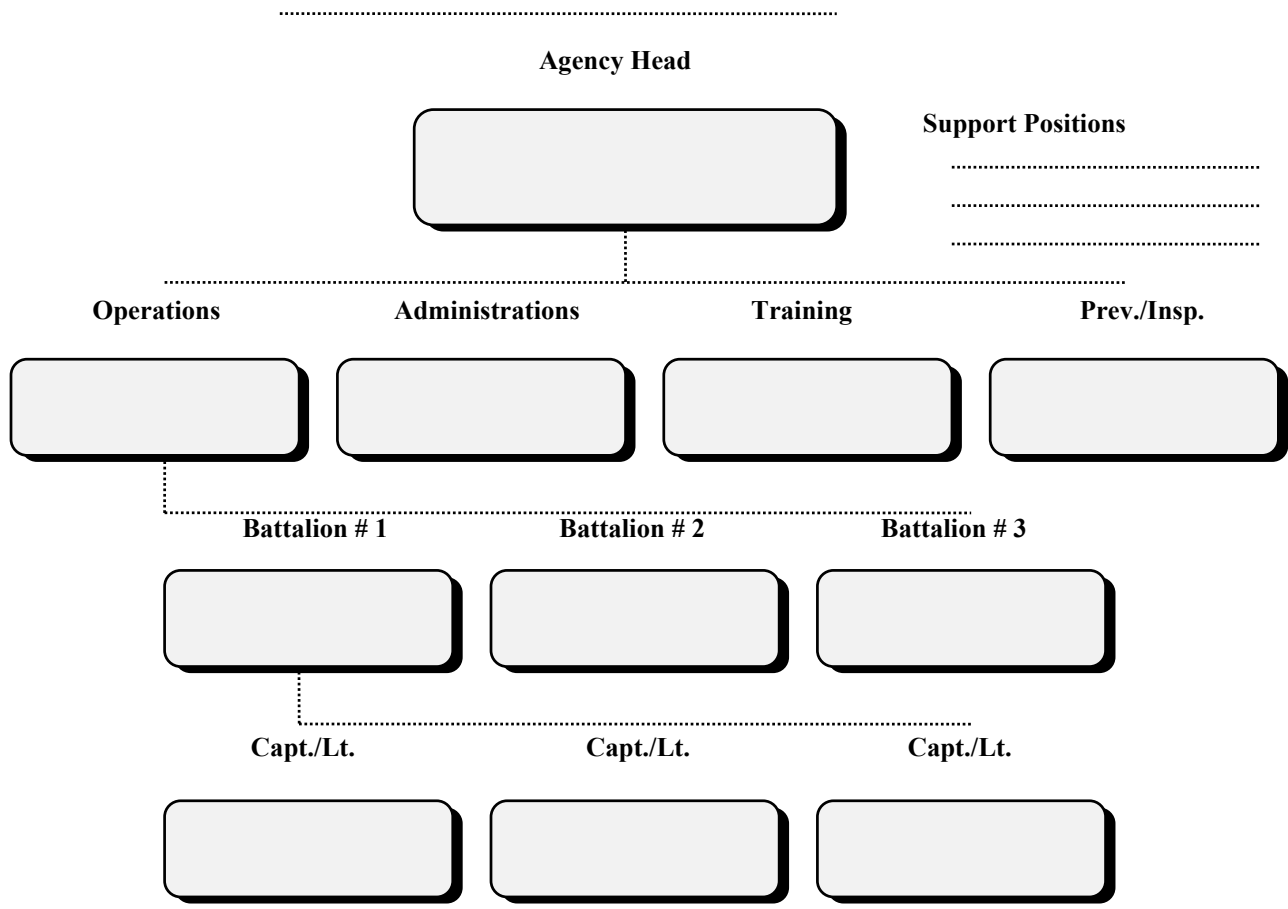 Agency Head
Support Positions
Operations Administrations Training Prev./Insp.
Battalion # 1 Battalion # 2 Battalion # 3
Capt./Lt. Capt./Lt. Capt./Lt.